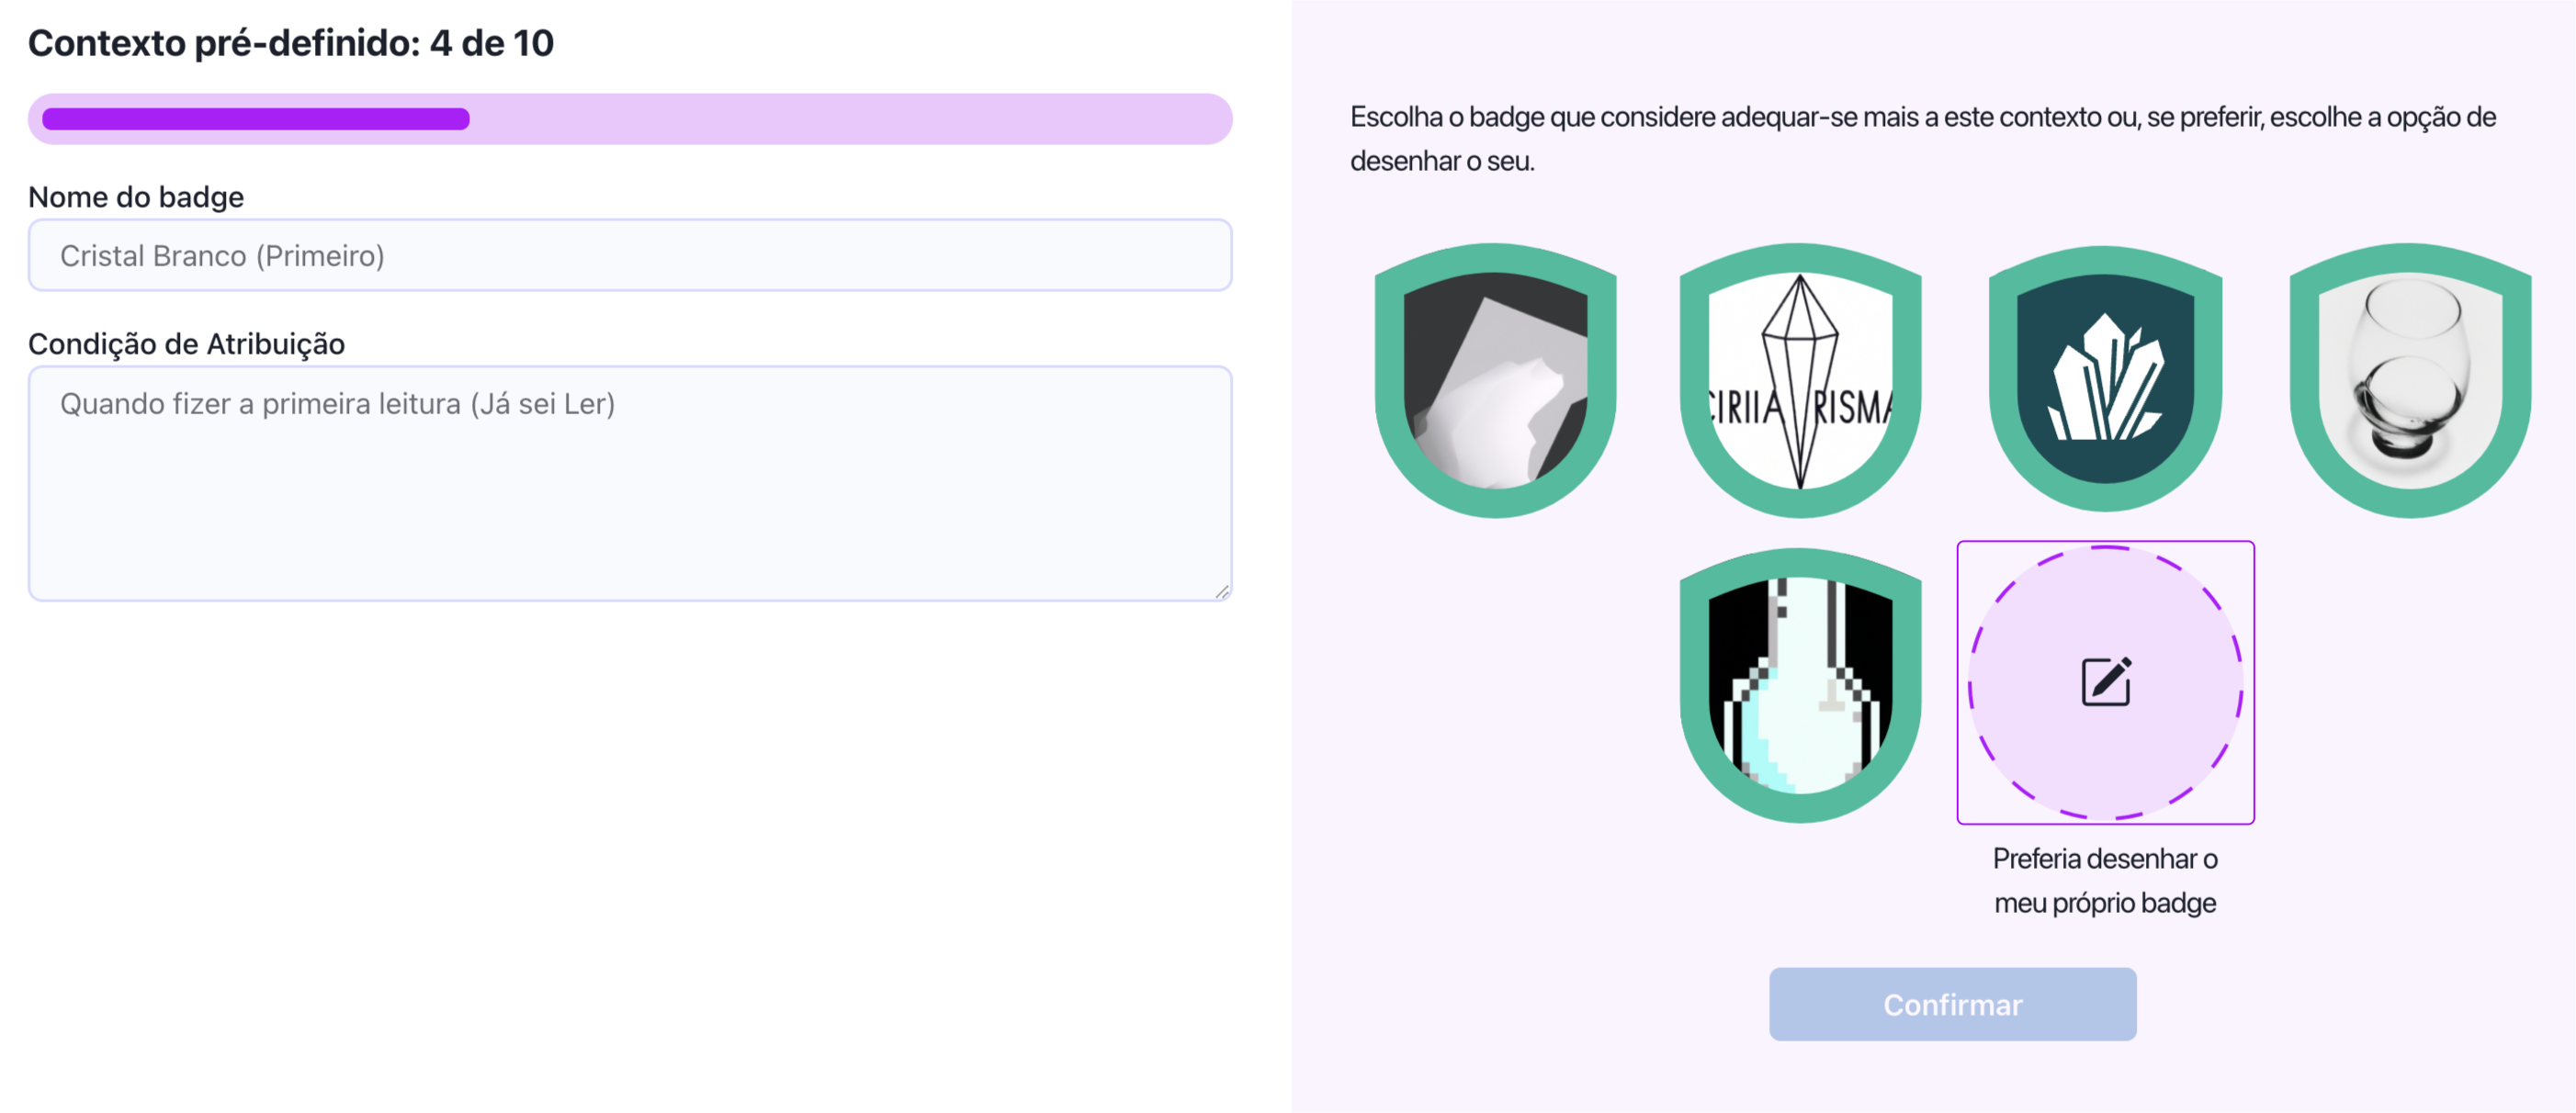 Contexto pré-definido: 4 de 10
Nome do badge
Cristal Branco (Primeiro)
Condição de Atribuição
Quando fizer a primeira leitura (Já sei Ler)
Escolha o badge que considere adequar-se mais a este contexto ou, se preferir, escolhe a opção de
desenhar o seu.
CIRIIA RISMA
Preferia desenhar o
meu próprio badge
Confirmar